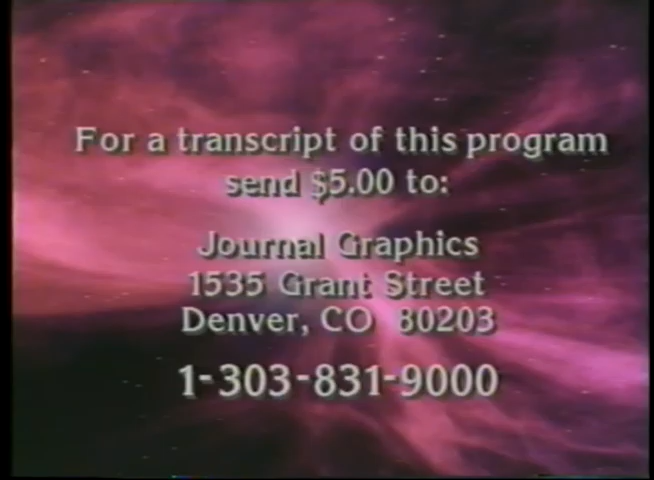 For a transcript of this program
send $5.00 to:
Journal Graphics
1535 Grant Street
Denver, CO 80203
1-303-831-9000